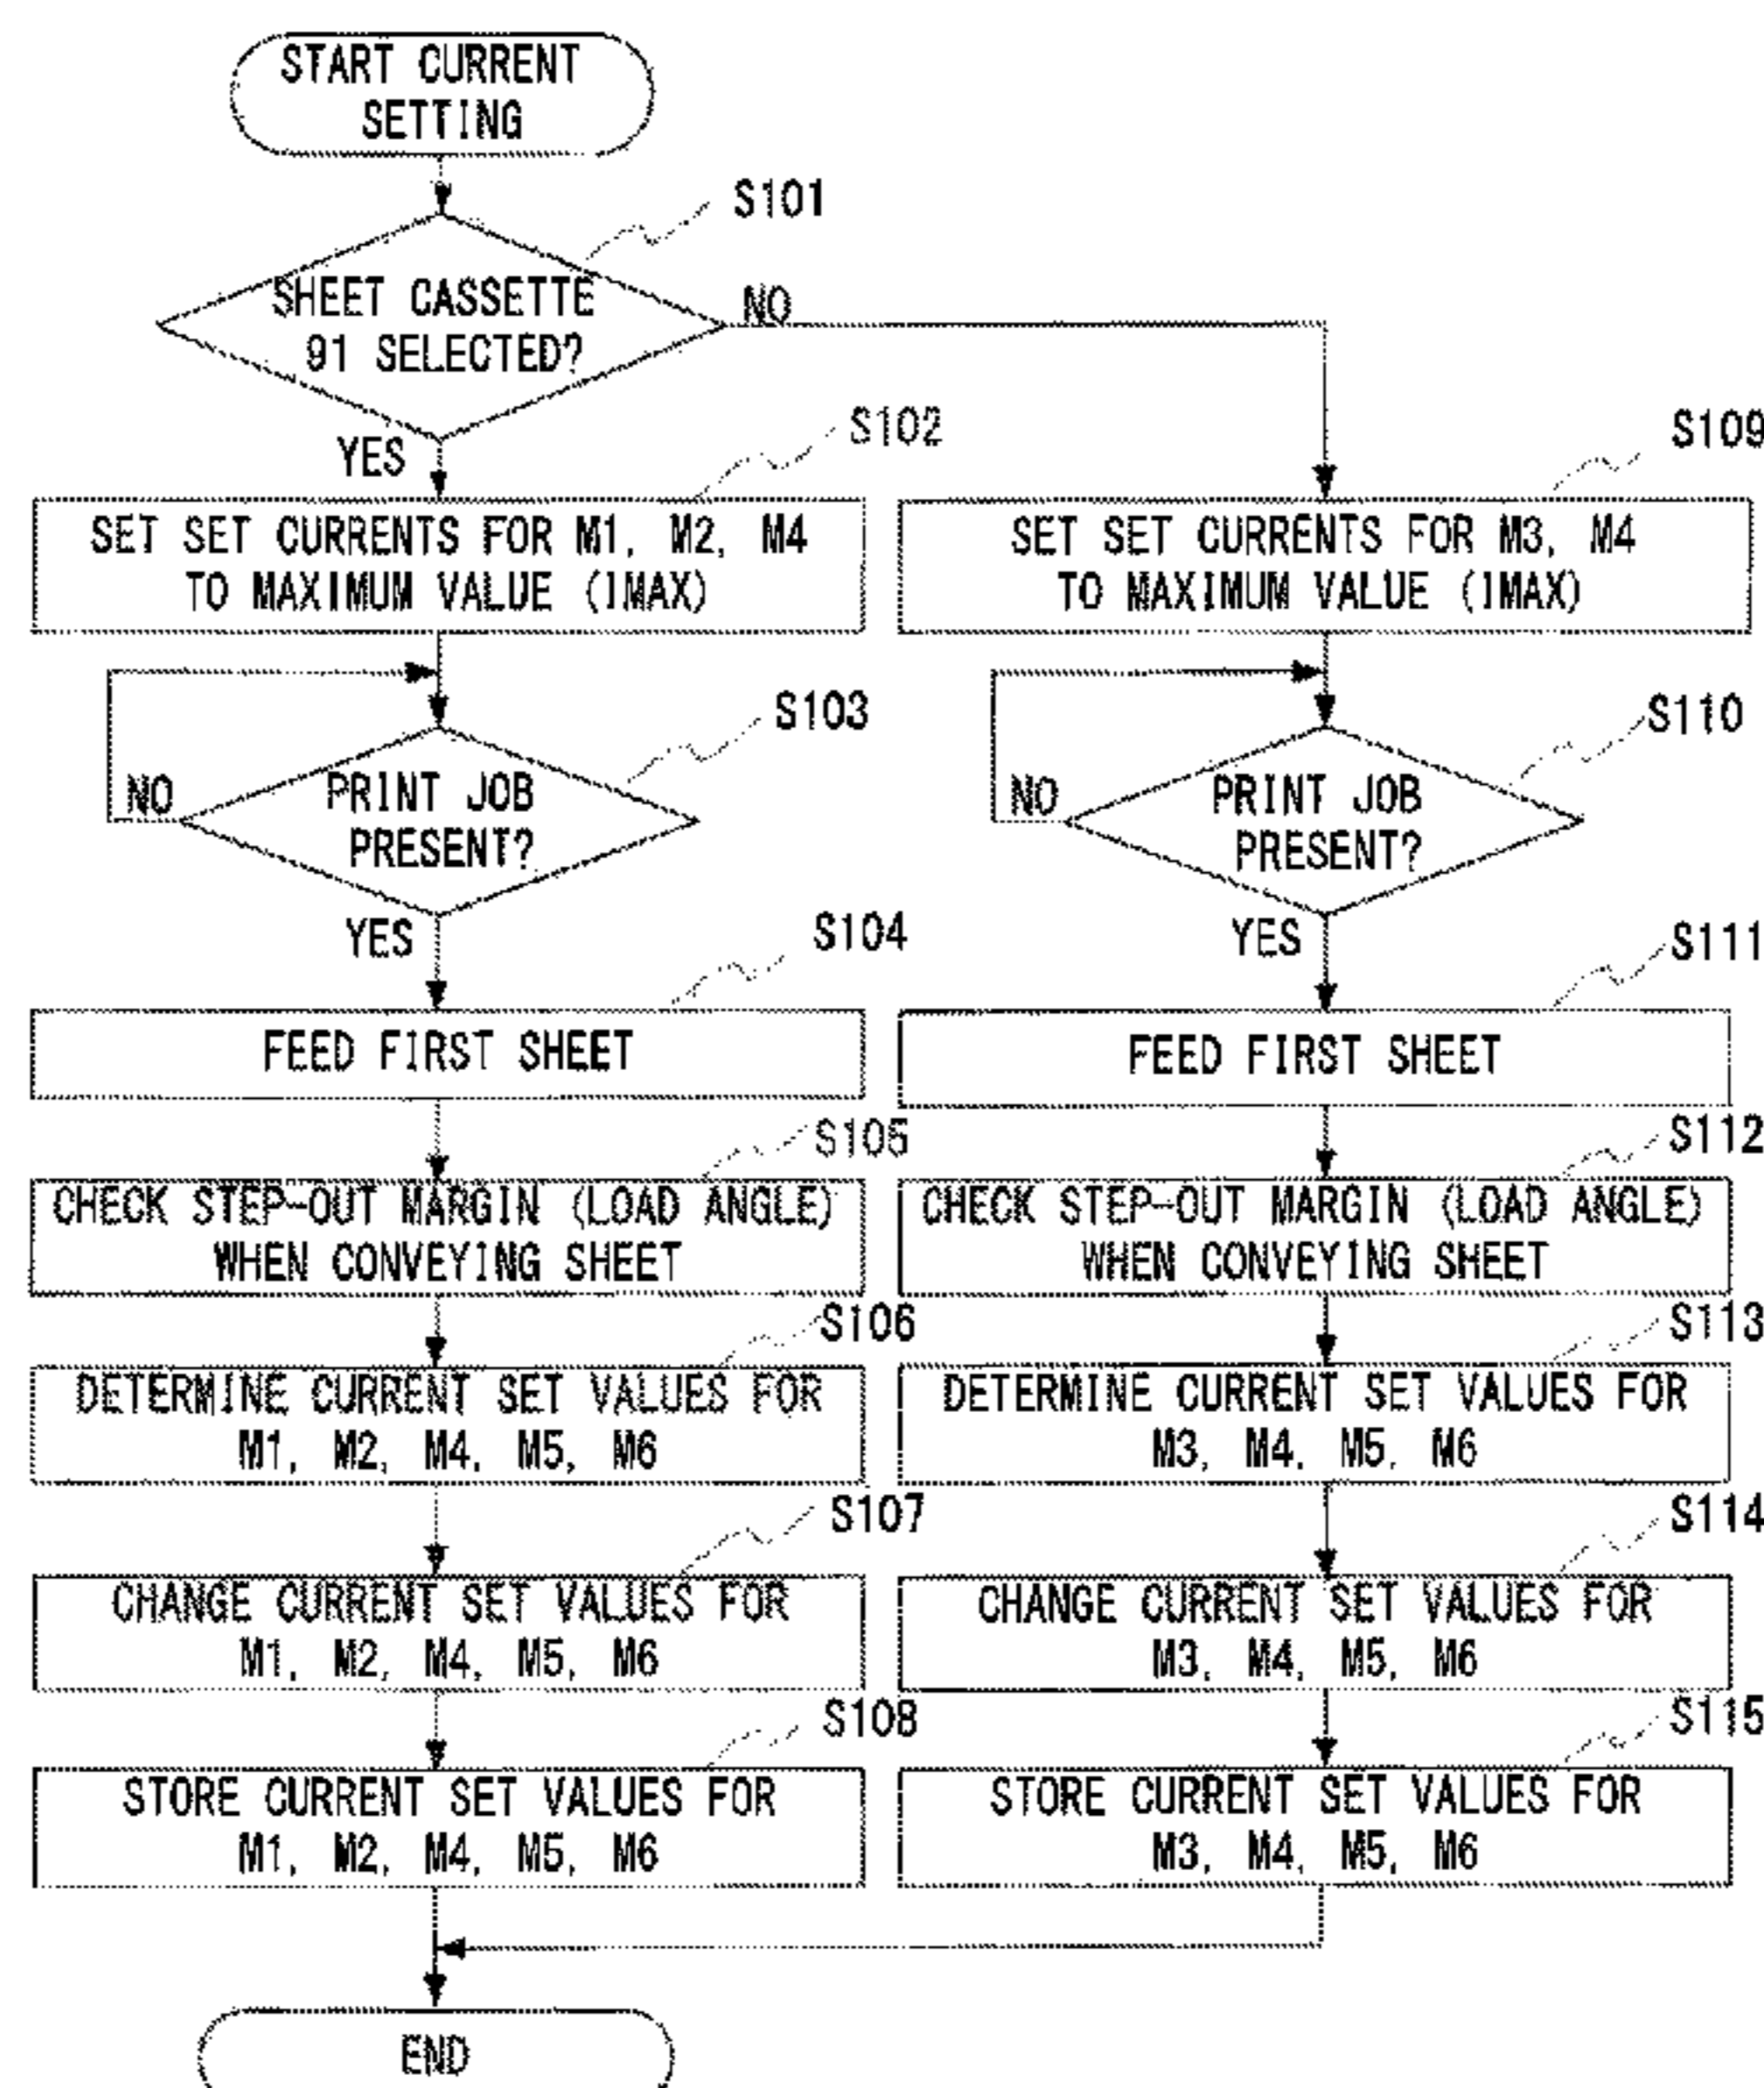 START CURRENT
SETTING
S101
SHEET CASSETTE
91 SELECTED?
NO
YES
S102
SET SET CURRENTS FOR M1, M2, M4
TO MAXIMUM VALUE (IMAX)
S103
PRINT JOB
PRESENT?
NO
YES
S104
FEED FIRST SHEET
S105
CHECK STEP-OUT MARGIN (LOAD ANGLE)
WHEN CONVEYING SHEET
S106
DETERMINE CURRENT SET VALUES FOR
M1, M2, M4, M5, M6
S107
CHANGE CURRENT SET VALUES FOR
M1, M2, M4, M5, M6
S108
STORE CURRENT SET VALUES FOR
M1, M2, M4, M5, M6
S109
SET SET CURRENTS FOR M3, M4
TO MAXIMUM VALUE (IMAX)
S110
PRINT JOB
PRESENT?
NO
YES
S111
FEED FIRST SHEET
S112
CHECK STEP-OUT MARGIN (LOAD ANGLE)
WHEN CONVEYING SHEET
S113
DETERMINE CURRENT SET VALUES FOR
M3, M4, M5, M6
S114
CHANGE CURRENT SET VALUES FOR
M3, M4, M5, M6
S115
STORE CURRENT SET VALUES FOR
M3, M4, M5, M6
END